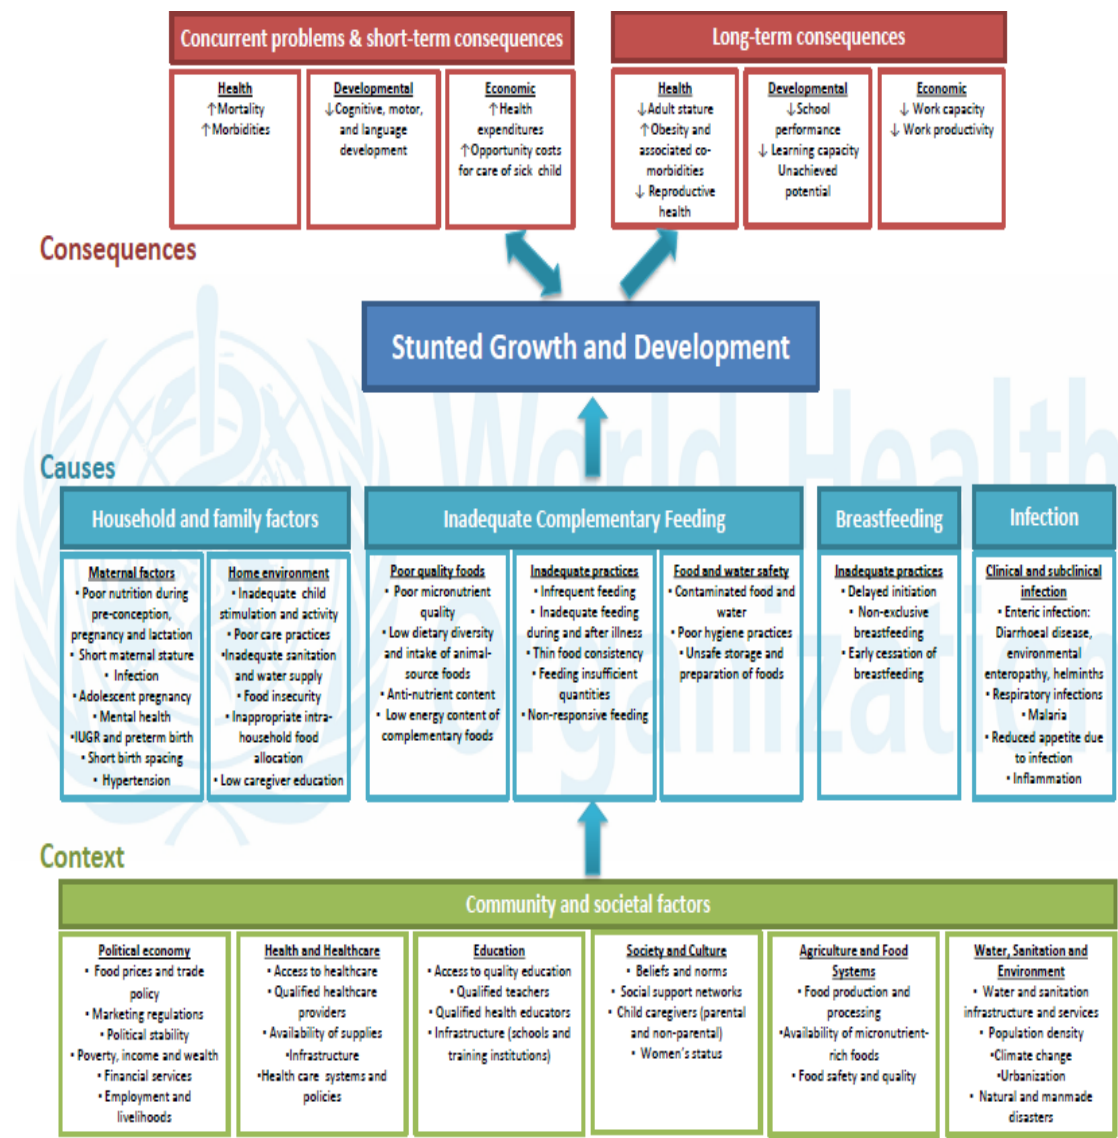 Concurrent problems & short-term consequences
Health
↑Mortality
↑Morbidities
Developmental
↓Cognitive, motor,
and language
development
Economic
↑Health
expenditures
↑Opportunity costs
for care of sick child
Long-term consequences
Health
↓Adult stature
↑Obesity and
associated co-
morbidities
↓ Reproductive
health
Developmental
↓School
performance
↓ Learning capacity
Unachieved
potential
Economic
↓ Work capacity
↓ Work productivity
Consequences
Stunted Growth and Development
World Health
Organization
Causes
Household and family factors
Maternal factors
• Poor nutrition during
pre-conception,
pregnancy and lactation
• Short maternal stature
• Infection
• Adolescent pregnancy
• Mental health
•IUGR and preterm birth
• Short birth spacing
• Hypertension
Home environment
• Inadequate child
stimulation and activity
• Poor care practices
•Inadequate sanitation
and water supply
• Food insecurity
• Inappropriate intra-
household food
allocation
• Low caregiver education
Inadequate Complementary Feeding
Poor quality foods
• Poor micronutrient
quality
• Low dietary diversity
and intake of animal-
source foods
• Anti-nutrient content
• Low energy content of
complementary foods
Inadequate practices
• Infrequent feeding
• Inadequate feeding
during and after illness
• Thin food consistency
• Feeding insufficient
quantities
• Non-responsive feeding
Food and water safety
• Contaminated food and
water
• Poor hygiene practices
• Unsafe storage and
preparation of foods
Breastfeeding
Inadequate practices
• Delayed initiation
• Non-exclusive
breastfeeding
• Early cessation of
breastfeeding
Infection
Clinical and subclinical
infection
• Enteric infection:
Diarrhoeal disease,
environmental
enteropathy, helminths
• Respiratory infections
• Malaria
• Reduced appetite due
to infection
• Inflammation
Context
Community and societal factors
Political economy
• Food prices and trade
policy
• Marketing regulations
• Political stability
• Poverty, income and wealth
• Financial services
• Employment and
livelihoods
Health and Healthcare
• Access to healthcare
• Qualified healthcare
providers
• Availability of supplies
•Infrastructure
•Health care systems and
policies
Education
• Access to quality education
• Qualified teachers
• Qualified health educators
• Infrastructure (schools and
training institutions)
Society and Culture
• Beliefs and norms
• Social support networks
• Child caregivers (parental
and non-parental)
• Women's status
Agriculture and Food
Systems
• Food production and
processing
• Availability of micronutrient-
rich foods
• Food safety and quality
Water, Sanitation and
Environment
• Water and sanitation
infrastructure and services
• Population density
•Climate change
•Urbanization
• Natural and manmade
disasters